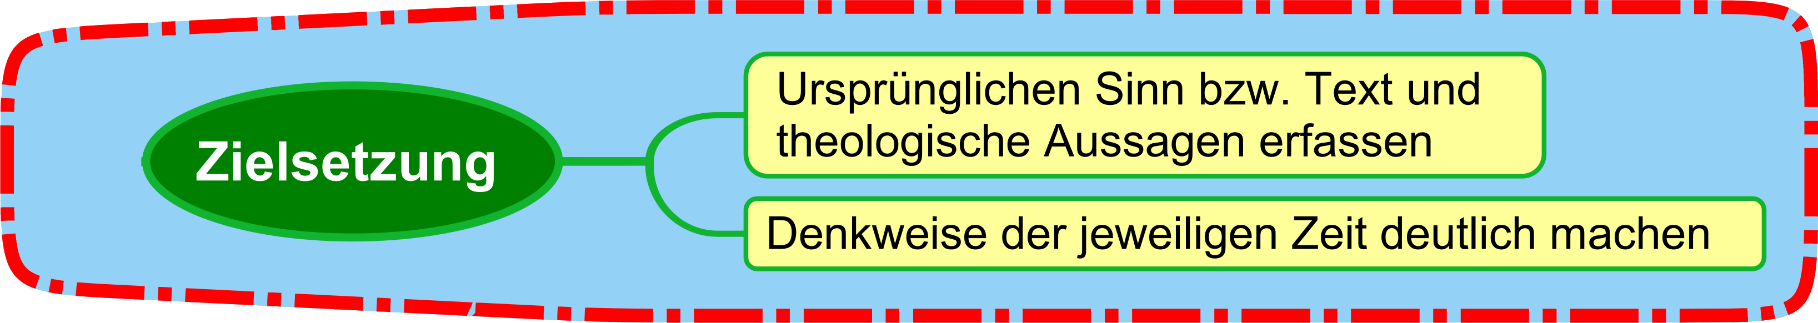 Zielsetzung
Ursprünglichen Sinn bzw. Text und
theologische Aussagen erfassen
Denkweise der jeweiligen Zeit deutlich machen